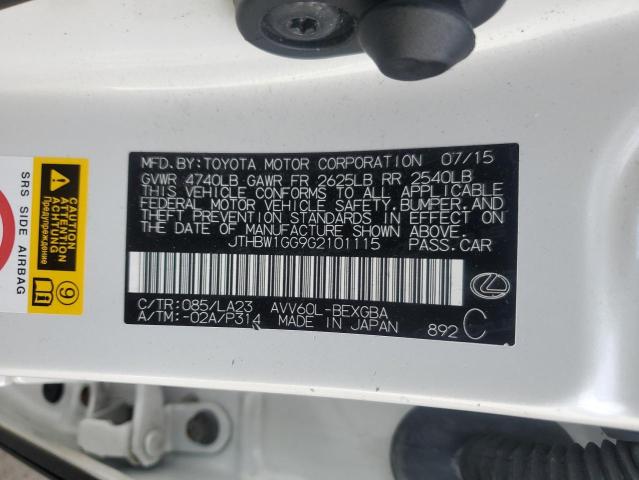 MFD. BY: TOYOTA MOTOR CORPORATION 07/15
GVWR 4740LB GAWR FR 2625LB RR 2540LB
THIS VEHICLE CONFORMS TO ALL APPLICABLE
FEDERAL MOTOR VEHICLE SAFETY, BUMPER, AND
THEFT PREVENTION STANDARDS IN EFFECT ON
THE DATE OF MANUFACTURE SHOWN ABOVE.
JTHBW1GG9G2101115 PASS.CAR
C/TR:085/LA23 AVV60L-BEXGBA
A/TM:-02A/P314 MADE IN JAPAN 892 C
SRS SIDE AIRBAG
ATTENTION
ACHTUNG
9